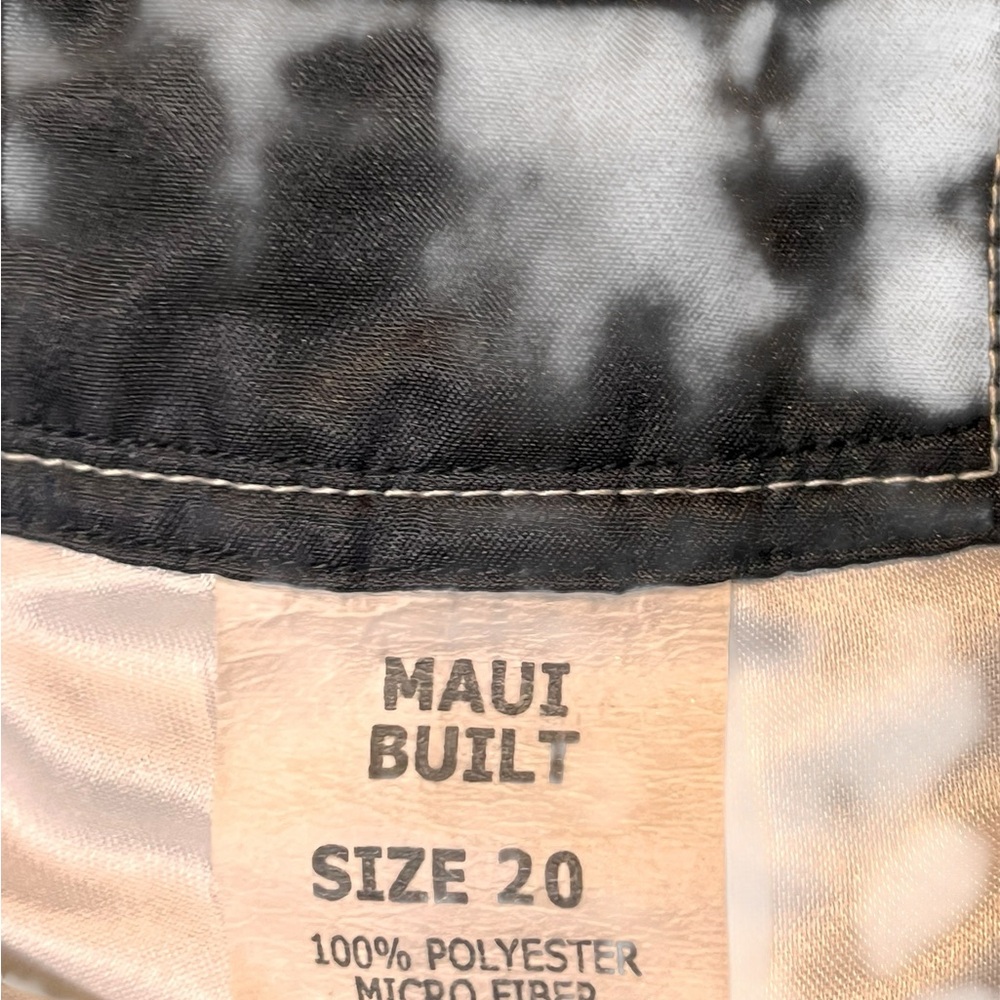 MAUI
BUILT
SIZE 20
100% POLYESTER
MICRO FIBER